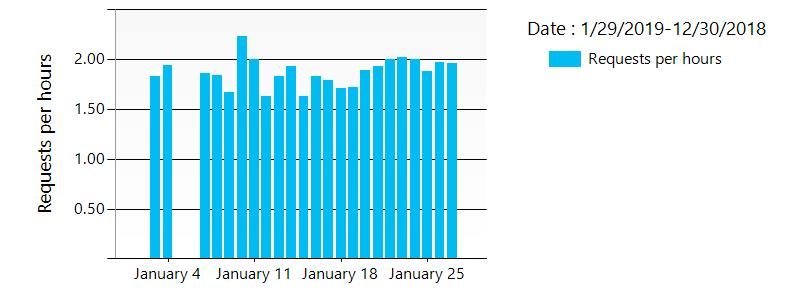 Date : 1/29/2019-12/30/2018
Requests per hours
Requests per hours
2.00
1.50
1.00
0.50
January 4 January 11 January 18 January 25